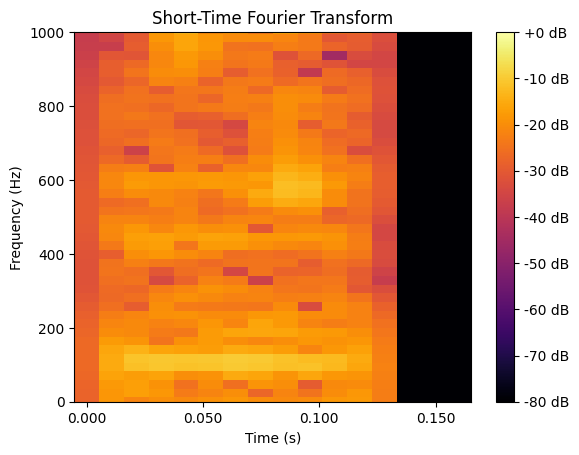 Short-Time Fourier Transform
1000
800
600
400
200
0
Frequency (Hz)
0.000
0.050
0.100
0.150
Time (s)
+0 dB
-10 dB
-20 dB
-30 dB
-40 dB
-50 dB
-60 dB
-70 dB
-80 dB